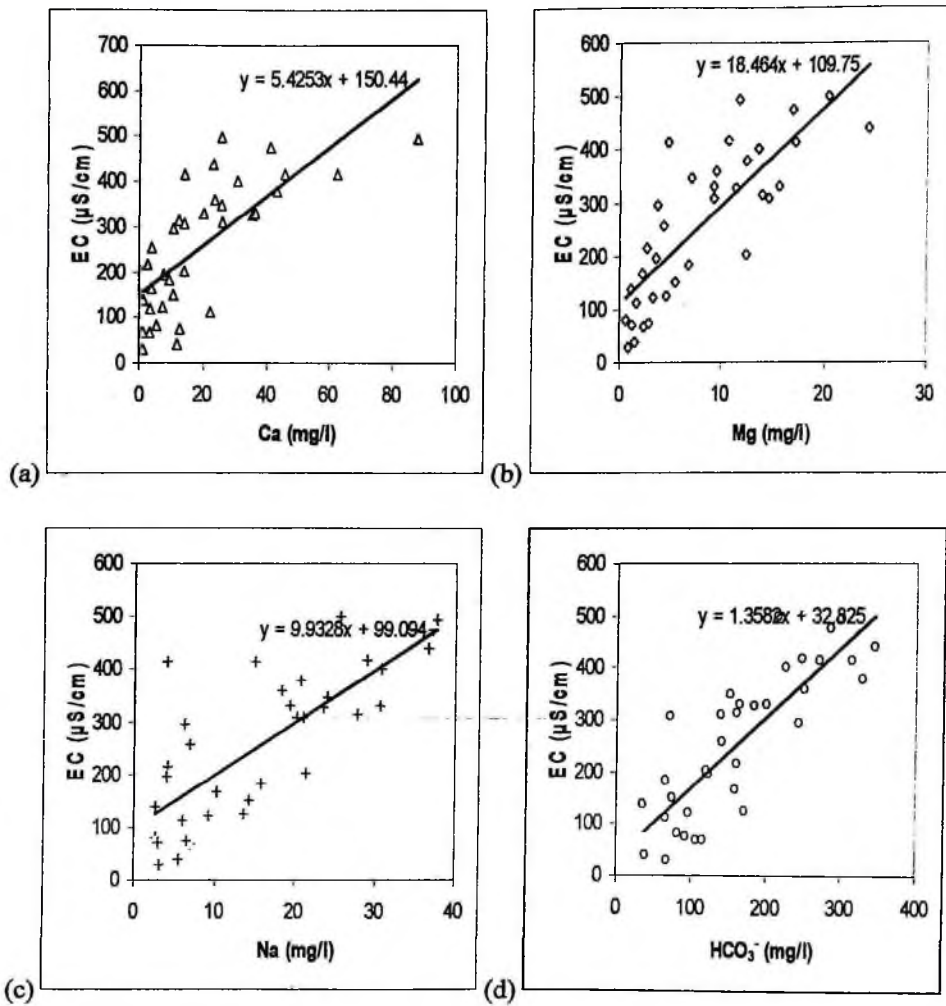 700
600
500
400
300
200
100
0
EC (µS/cm)
y = 5.4253x + 150.44
0 20 40 60 80 100
Ca (mg/l)
(a)
600
500
400
300
200
100
0
EC (µS/cm)
y = 18.464x + 109.75
0 10 20 30
Mg (mg/l)
(b)
600
500
400
300
200
100
0
EC (µS/cm)
y = 9.9328x + 99.094
0 10 20 30 40
Na (mg/l)
(c)
600
500
400
300
200
100
0
EC (µS/cm)
y = 1.3582x + 32.825
0 100 200 300 400
HCO₃⁻ (mg/l)
(d)